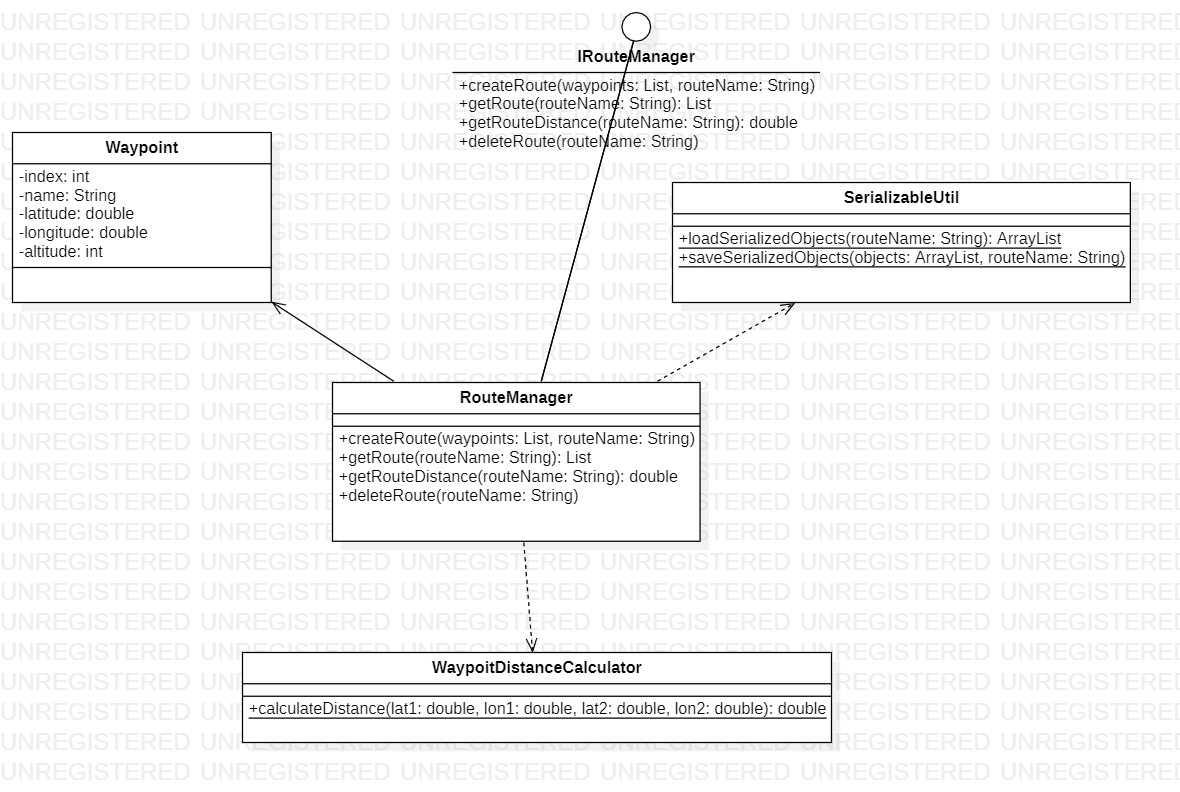 IRouteManager
+createRoute(waypoints: List, routeName: String)
+getRoute(routeName: String): List
+getRouteDistance(routeName: String): double
+deleteRoute(routeName: String)
Waypoint
-index: int
-name: String
-latitude: double
-longitude: double
-altitude: int
SerializableUtil
+loadSerializedObjects(routeName: String): ArrayList
+saveSerializedObjects(objects: ArrayList, routeName: String)
RouteManager
+createRoute(waypoints: List, routeName: String)
+getRoute(routeName: String): List
+getRouteDistance(routeName: String): double
+deleteRoute(routeName: String)
WaypoitDistanceCalculator
+calculateDistance(lat1: double, lon1: double, lat2: double, lon2: double): double
UNREGISTERED